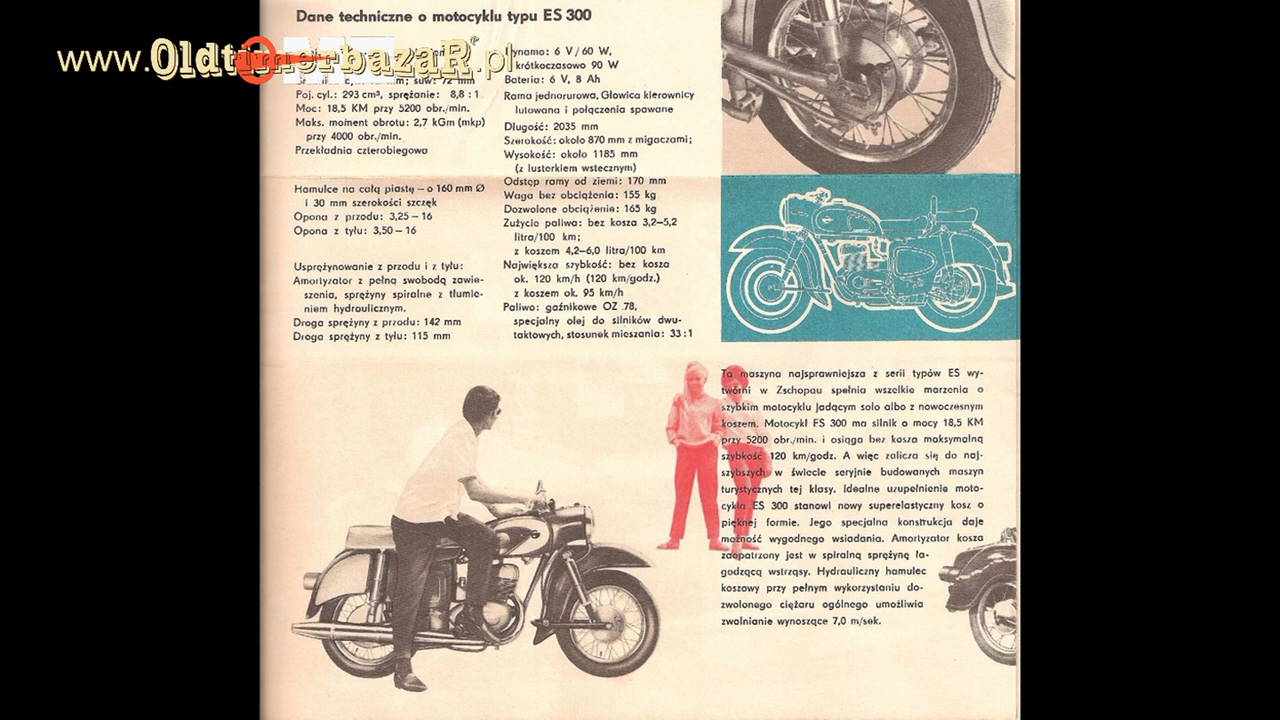 Dane techniczne o motocyklu typu ES 300
www.OldtimerbazaR.pl
suw: 72 mm
Poj. cyl.: 293 cm³, sprężanie: 8,8 : 1
Moc: 18,5 KM przy 5200 obr./min.
Maks. moment obrotu: 2,7 kGm (mkp)
przy 4000 obr./min.
Przekładnia czterobiegowa
Hamulce na całą piastę – o 160 mm Ø
i 30 mm szerokości szczęk
Opona z przodu: 3,25 – 16
Opona z tyłu: 3,50 – 16
Usprężynowanie z przodu i z tyłu:
Amortyzator z pełną swobodą zawie-
szenia, sprężyny spiralne z tłumie-
niem hydraulicznym.
Droga sprężyny z przodu: 142 mm
Droga sprężyny z tyłu: 115 mm
Dynamo: 6 V / 60 W,
krótkoczasowo 90 W
Bateria: 6 V, 8 Ah
Rama jednorurowa, Głowica kierownicy
lutowana i połączenia spawane
Długość: 2035 mm
Szerokość: około 870 mm z migaczami;
Wysokość: około 1185 mm
(z lusterkiem wstecznym)
Odstęp ramy od ziemi: 170 mm
Waga bez obciążenia: 155 kg
Dozwolone obciążenie: 165 kg
Zużycie paliwa: bez kosza 3,2–5,2
litra/100 km;
z koszem 4,2–6,0 litra/100 km
Największa szybkość: bez kosza
ok. 120 km/h (120 km/godz.)
z koszem ok. 95 km/h
Paliwo: gaźnikowe OZ 78,
specjalny olej do silników dwu-
taktowych, stosunek mieszania: 33 : 1
Ta maszyna najsprawniejsza z serii typów ES wy-
twórni w Zschopau spełnia wszelkie marzenia o
szybkim motocyklu jadącym solo albo z nowoczesnym
koszem. Motocykl ES 300 ma silnik o mocy 18,5 KM
przy 5200 obr./min. i osiąga bez kosza maksymalną
szybkość 120 km/godz. A więc zalicza się do naj-
szybszych w świecie seryjnie budowanych maszyn
turystycznych tej klasy. Idealne uzupełnienie moto-
cykla ES 300 stanowi nowy superelastyczny kosz o
pięknej formie. Jego specjalna konstrukcja daje
możność wygodnego wsiadania. Amortyzator kosza
zaopatrzony jest w spiralną sprężynę ła-
godzącą wstrząsy. Hydrauliczny hamulec
koszowy przy pełnym wykorzystaniu do-
zwolonego ciężaru ogólnego umożliwia
zwalnianie wynoszące 7,0 m/sek.